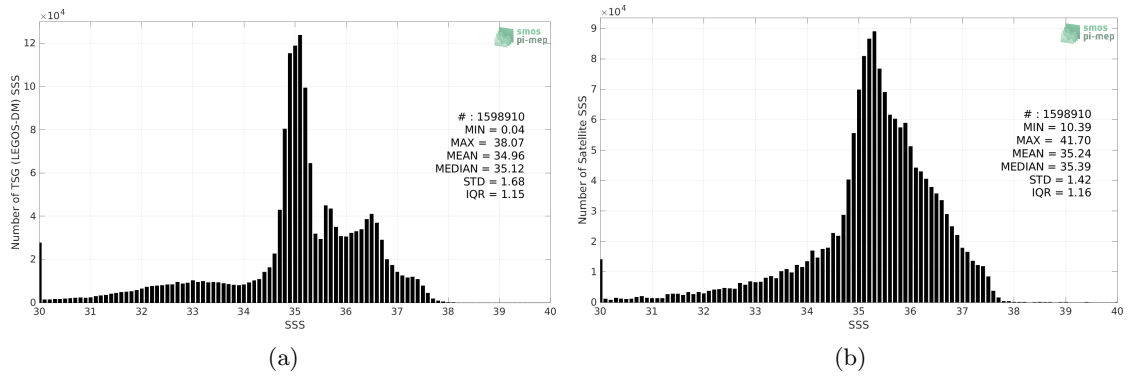 ×10⁴
smos
pi-mep
Number of TSG (LEGOS-DM) SSS
12
10
8
6
4
2
0
# : 1598910
MIN = 0.04
MAX = 38.07
MEAN = 34.96
MEDIAN = 35.12
STD = 1.68
IQR = 1.15
30 31 32 33 34 35 36 37 38 39 40
SSS
(a)
×10⁴
smos
pi-mep
Number of Satellite SSS
9
8
7
6
5
4
3
2
1
0
# : 1598910
MIN = 10.39
MAX = 41.70
MEAN = 35.24
MEDIAN = 35.39
STD = 1.42
IQR = 1.16
30 31 32 33 34 35 36 37 38 39 40
SSS
(b)